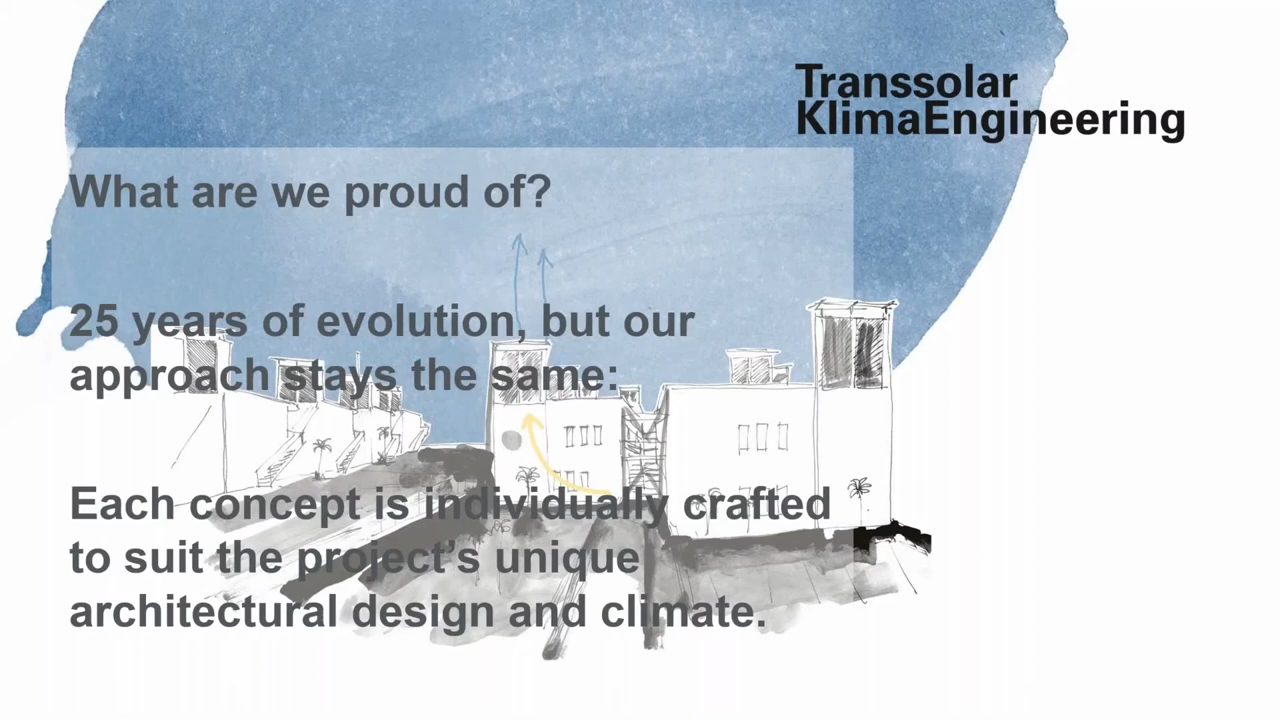 Transsolar
KlimaEngineering
What are we proud of?
25 years of evolution, but our
approach stays the same:
Each concept is individually crafted
to suit the project's unique
architectural design and climate.